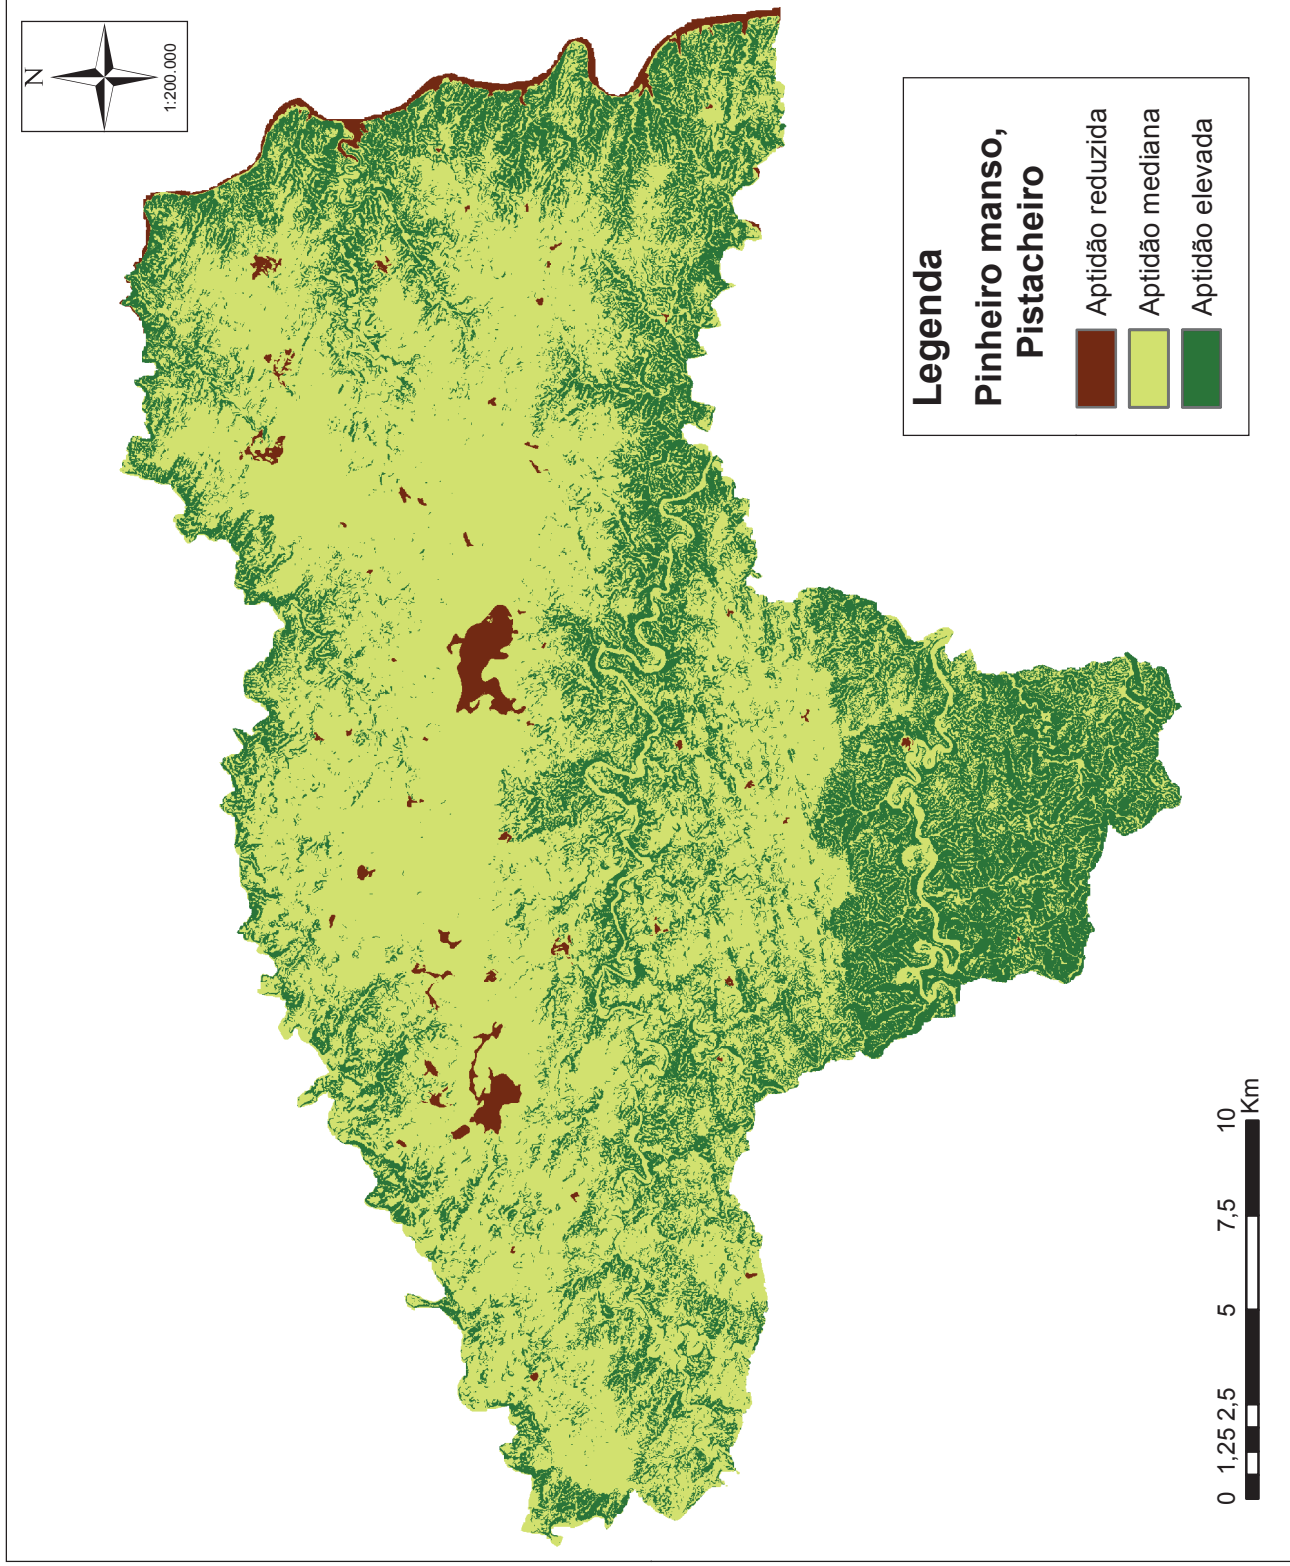 N
1:200.000
Legenda
Pinheiro manso,
Pistacheiro
Aptidão reduzida
Aptidão mediana
Aptidão elevada
0 1,25 2,5 5 7,5 10
Km